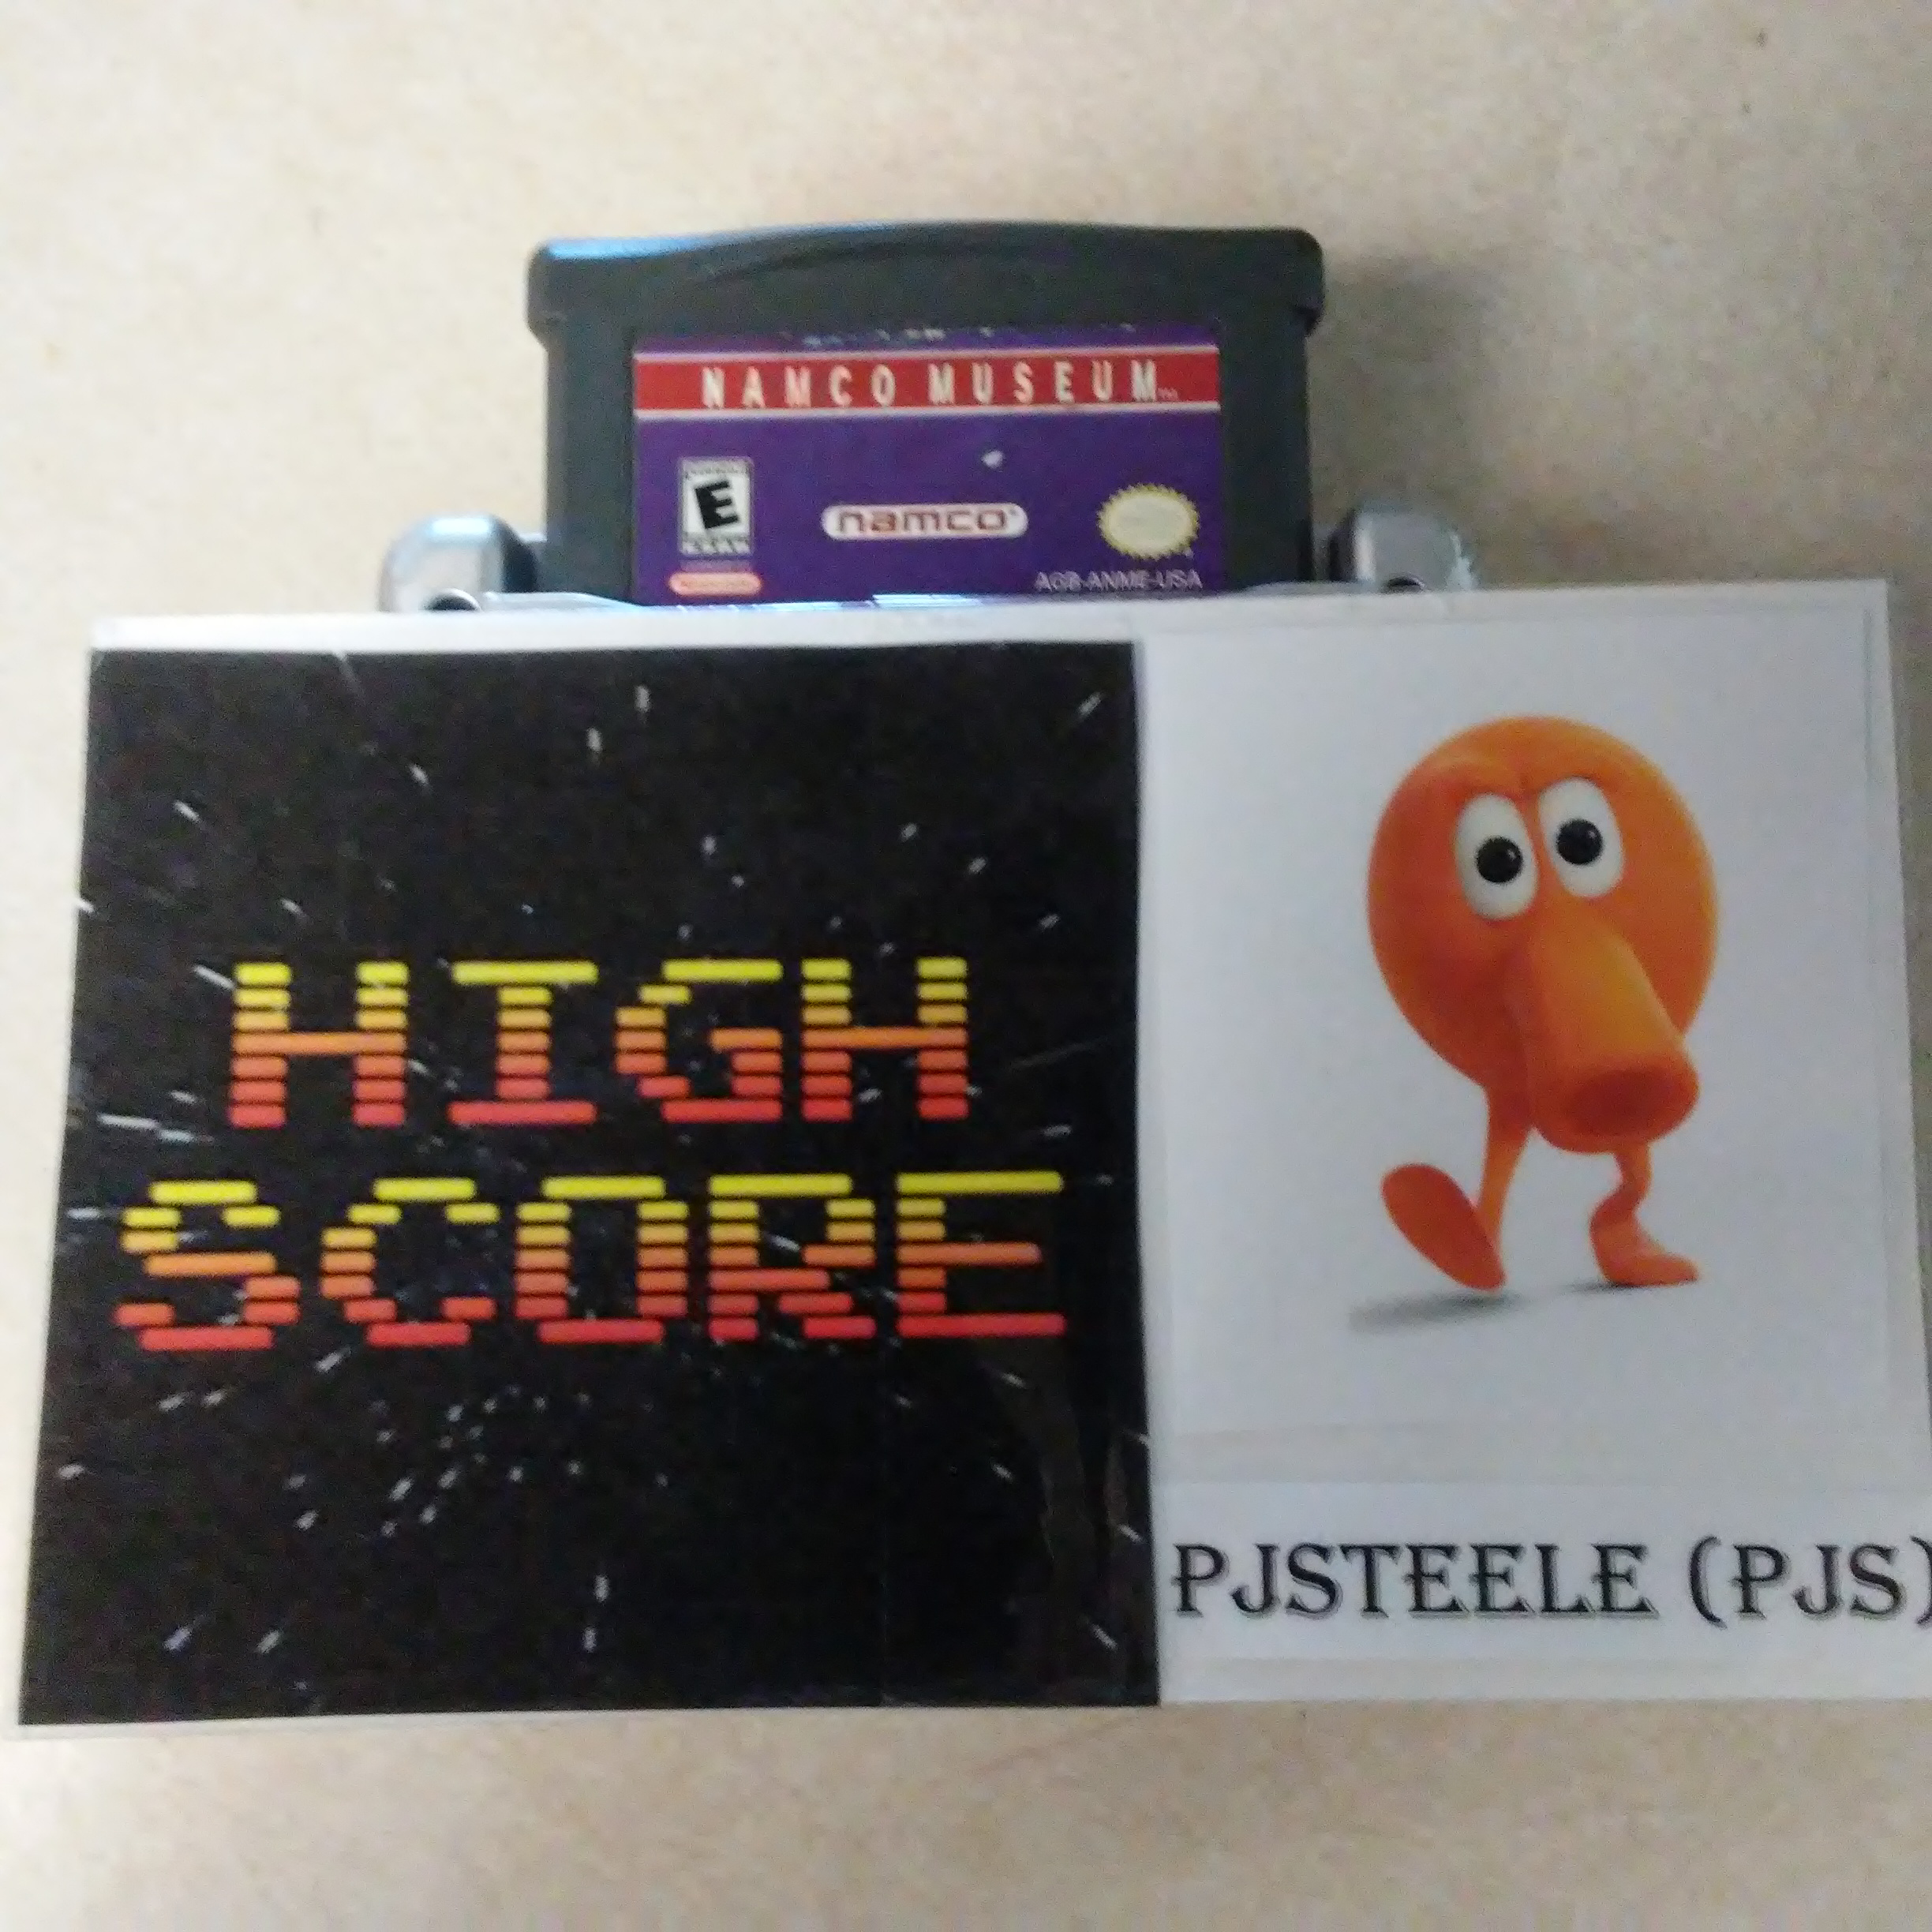 NAMCO MUSEUM
E
namco
AGB-ANME-USA
HIGH
SCORE
PJSTEELE (PJS)